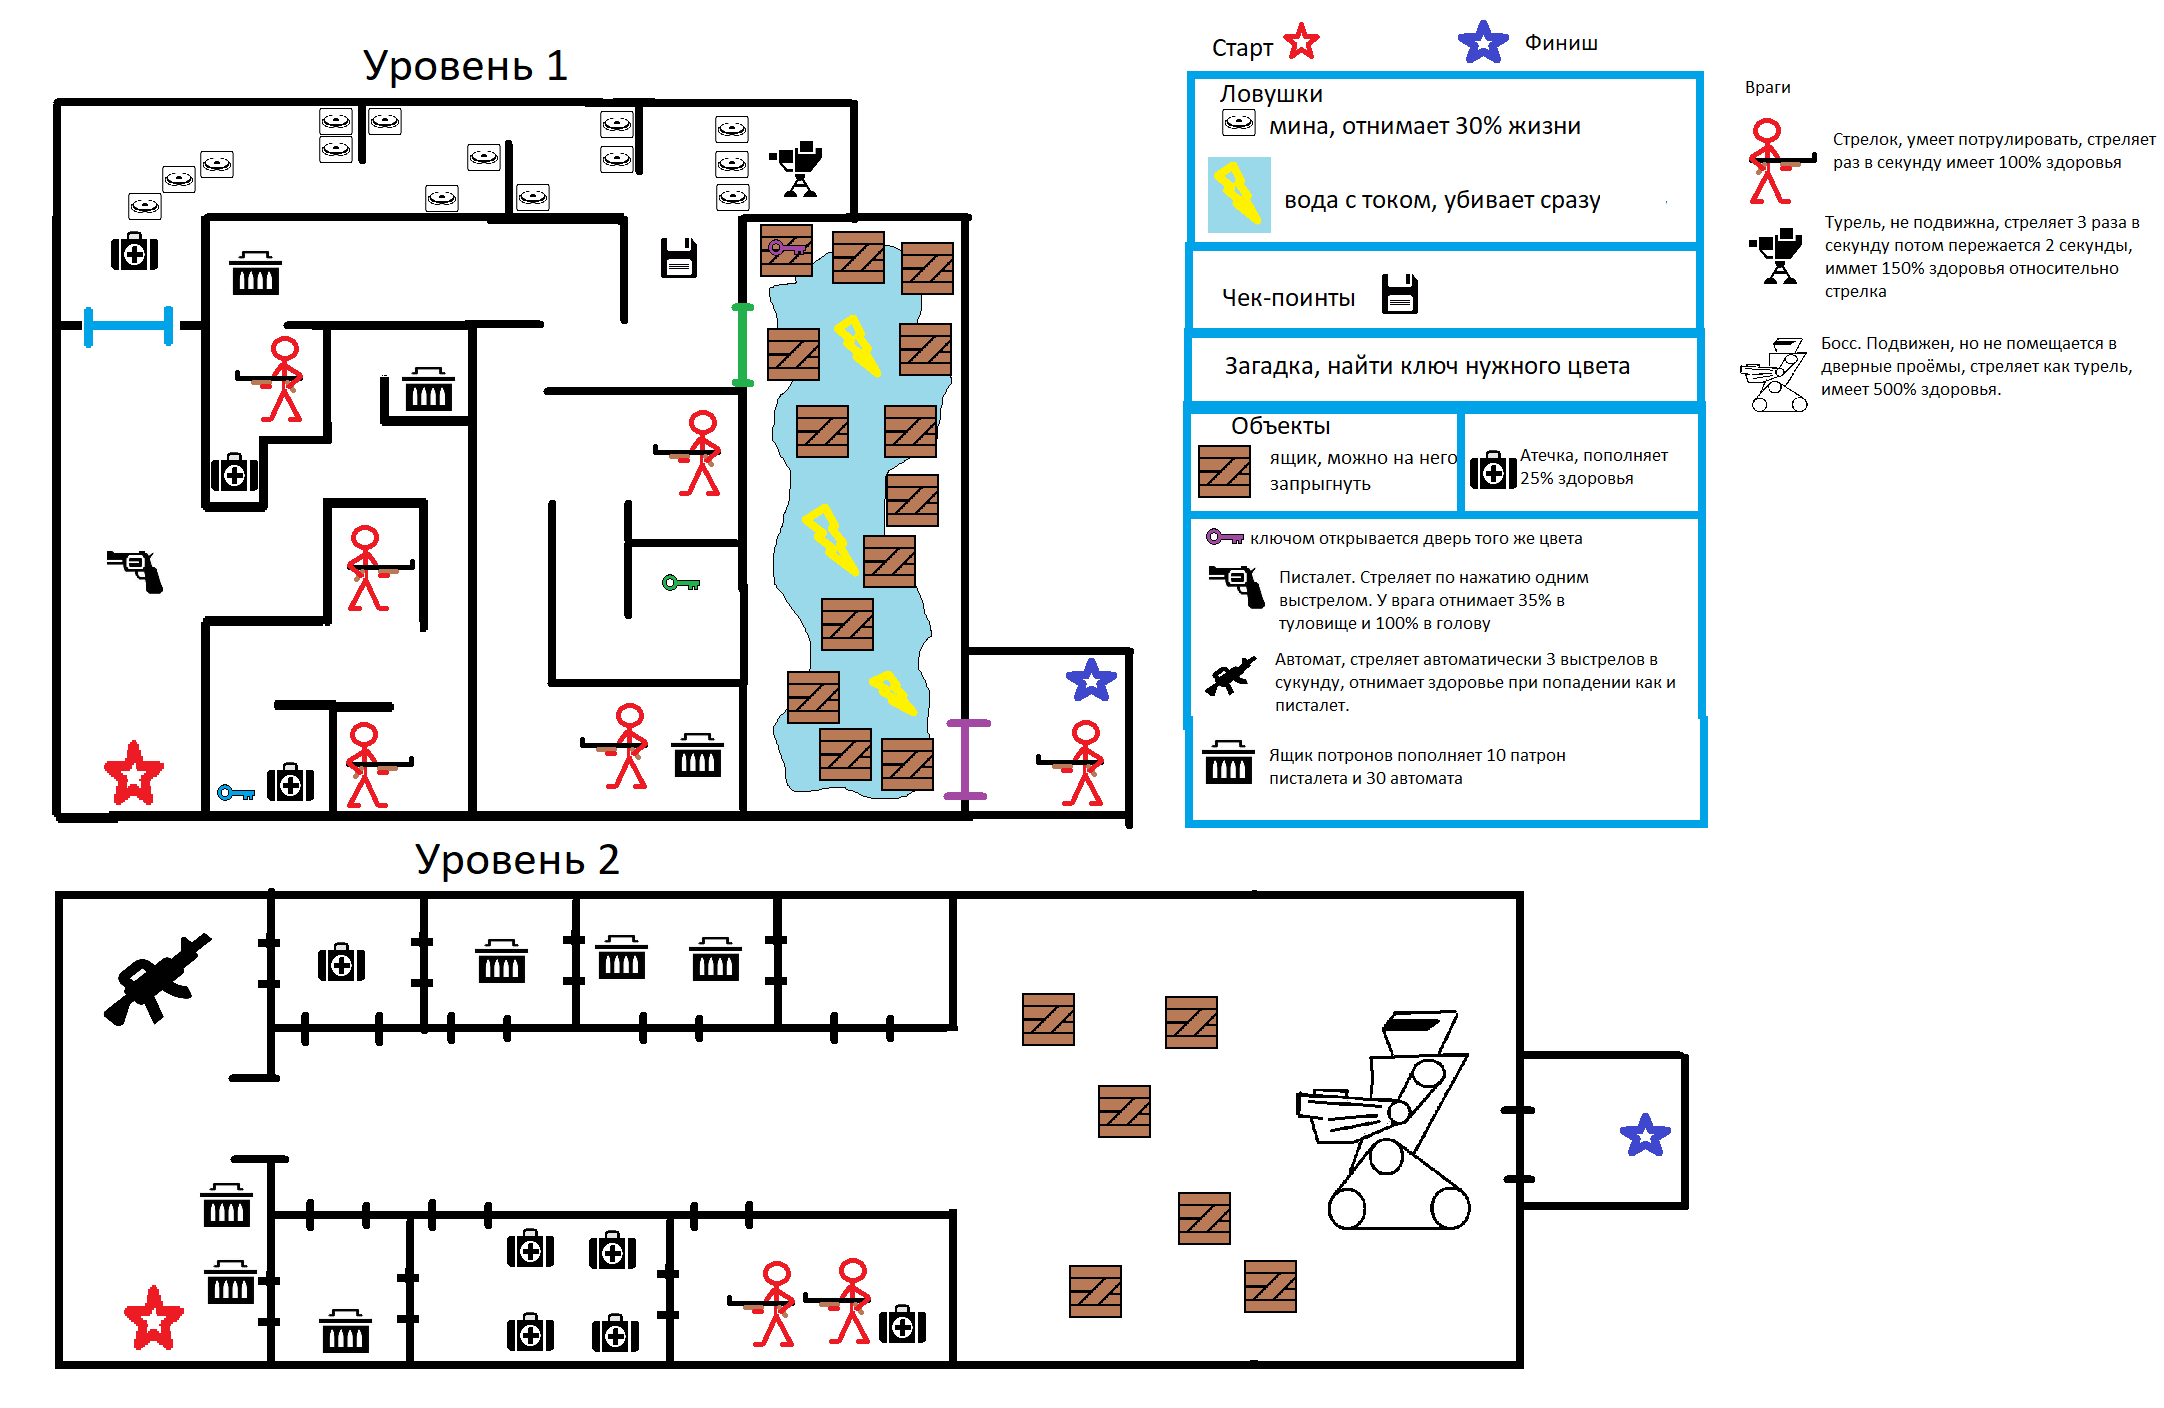 Уровень 1
Старт
Финиш
Ловушки
мина, отнимает 30% жизни
вода с током, убивает сразу
Чек-поинты
Загадка, найти ключ нужного цвета
Объекты
ящик, можно на него
запрыгнуть
Атечка, пополняет
25% здоровья
ключом открывается дверь того же цвета
Писталет. Стреляет по нажатию одним
выстрелом. У врага отнимает 35% в
туловище и 100% в голову
Автомат, стреляет автоматически 3 выстрелов в
сукунду, отнимает здоровье при попадении как и
писталет.
Ящик потронов пополняет 10 патрон
писталета и 30 автомата
Враги
Стрелок, умеет потрулировать, стреляет
раз в секунду имеет 100% здоровья
Турель, не подвижна, стреляет 3 раза в
секунду потом пережается 2 секунды,
иммет 150% здоровья относительно
стрелка
Босс. Подвижен, но не помещается в
дверные проёмы, стреляет как турель,
имеет 500% здоровья.
Уровень 2